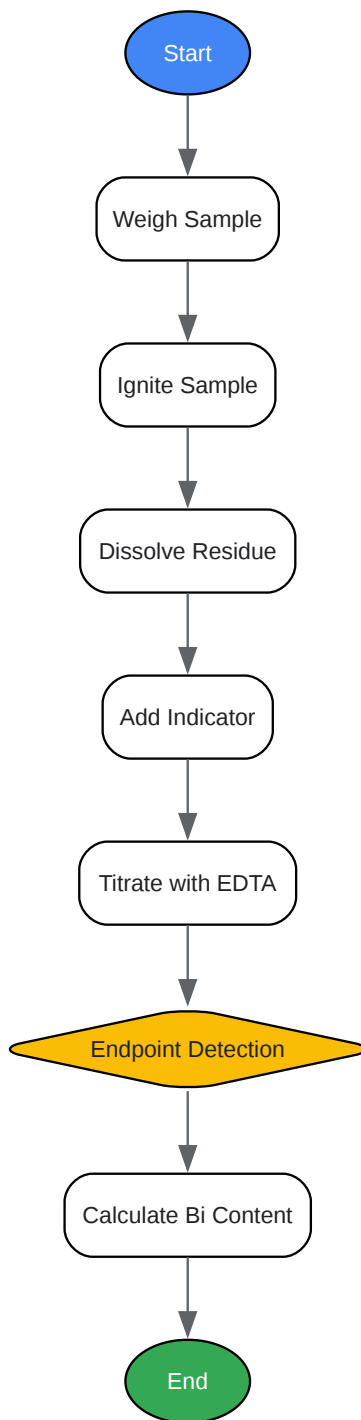 Start
Weigh Sample
Ignite Sample
Dissolve Residue
Add Indicator
Titrate with EDTA
Endpoint Detection
Calculate Bi Content
End